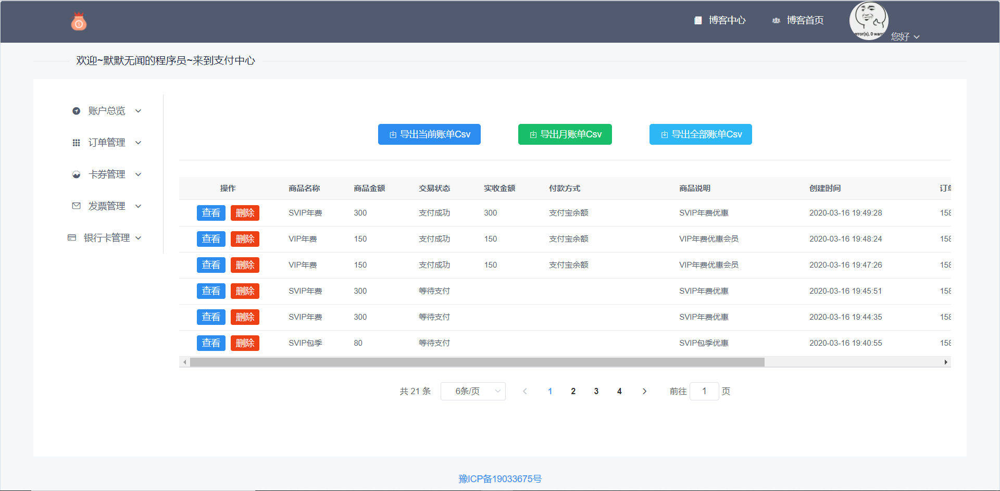 博客中心 博客首页
error(s), 0 warn
您好
欢迎~默默无闻的程序员~来到支付中心
账户总览
订单管理
卡券管理
发票管理
银行卡管理
导出当前账单Csv 导出月账单Csv 导出全部账单Csv
操作 商品名称 商品金额 交易状态 实收金额 付款方式 商品说明 创建时间 订单
查看 删除 SVIP年费 300 支付成功 300 支付宝余额 SVIP年费优惠 2020-03-16 19:49:28 158
查看 删除 VIP年费 150 支付成功 150 支付宝余额 VIP年费优惠会员 2020-03-16 19:48:24 158
查看 删除 VIP年费 150 支付成功 150 支付宝余额 VIP年费优惠会员 2020-03-16 19:47:26 158
查看 删除 SVIP年费 300 等待支付 SVIP年费优惠 2020-03-16 19:45:51 158
查看 删除 SVIP年费 300 等待支付 SVIP年费优惠 2020-03-16 19:44:35 158
查看 删除 SVIP包季 80 等待支付 SVIP包季优惠 2020-03-16 19:40:55 158
共 21 条 6条/页 1 2 3 4 前往 1 页
豫ICP备19033675号